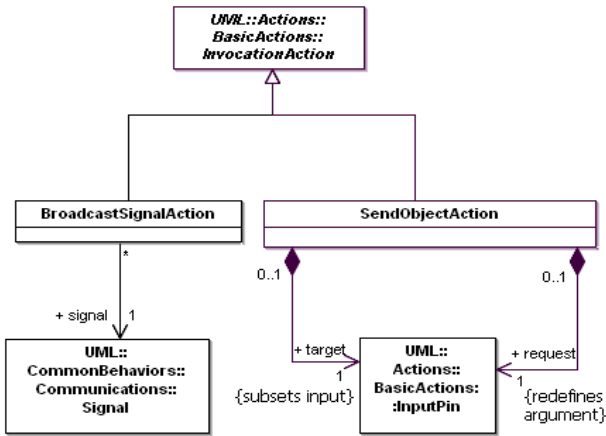 UML::Actions::
BasicActions::
InvocationAction
BroadcastSignalAction
SendObjectAction
*
0..1
0..1
+ signal
1
+ target
1
+ request
1
UML::
CommonBehaviors::
Communications::
Signal
UML::
Actions::
BasicActions:
:InputPin
{subsets input}
{redefines
argument}